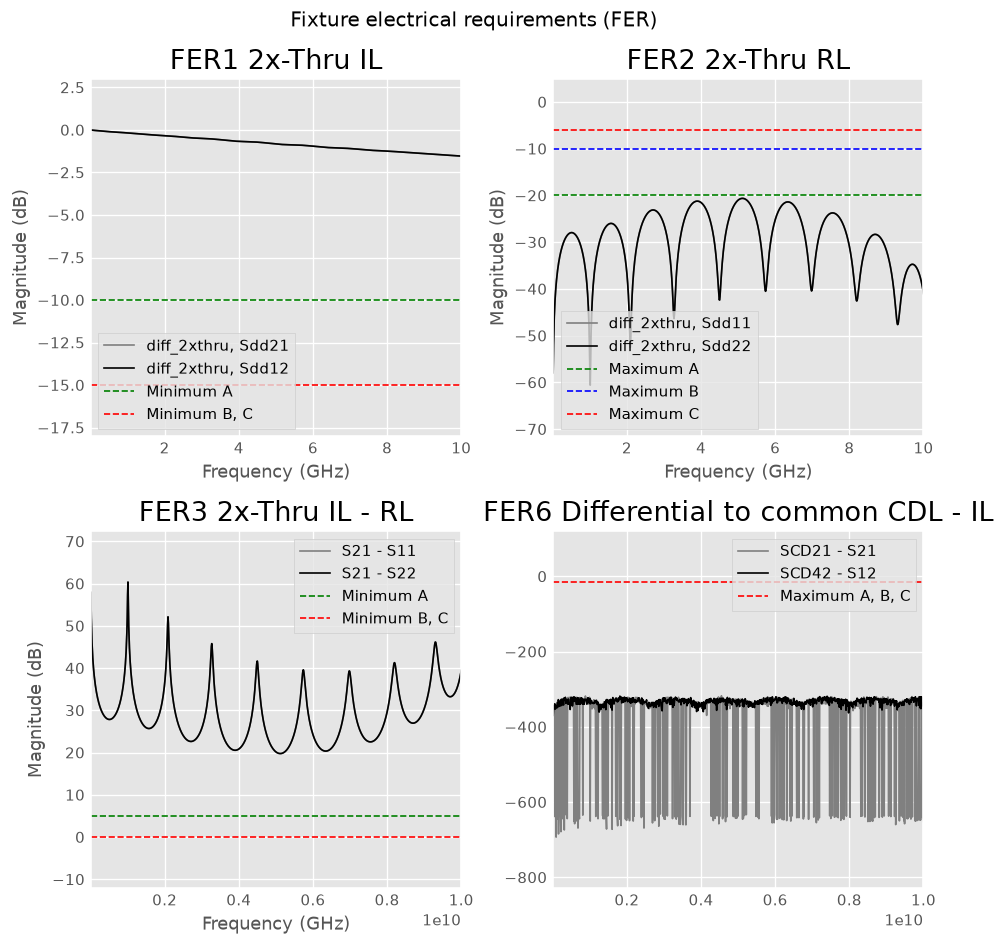 Fixture electrical requirements (FER)
FER1 2x-Thru IL
2.5
0.0
−2.5
−5.0
−7.5
−10.0
−12.5
−15.0
−17.5
Magnitude (dB)
diff_2xthru, Sdd21
diff_2xthru, Sdd12
Minimum A
Minimum B, C
2 4 6 8 10
Frequency (GHz)
FER2 2x-Thru RL
0
−10
−20
−30
−40
−50
−60
−70
Magnitude (dB)
diff_2xthru, Sdd11
diff_2xthru, Sdd22
Maximum A
Maximum B
Maximum C
2 4 6 8 10
Frequency (GHz)
FER3 2x-Thru IL - RL
70
60
50
40
30
20
10
0
−10
Magnitude (dB)
S21 - S11
S21 - S22
Minimum A
Minimum B, C
0.2 0.4 0.6 0.8 1.0
1e10
Frequency (GHz)
FER6 Differential to common CDL - IL
0
−200
−400
−600
−800
SCD21 - S21
SCD42 - S12
Maximum A, B, C
0.2 0.4 0.6 0.8 1.0
1e10